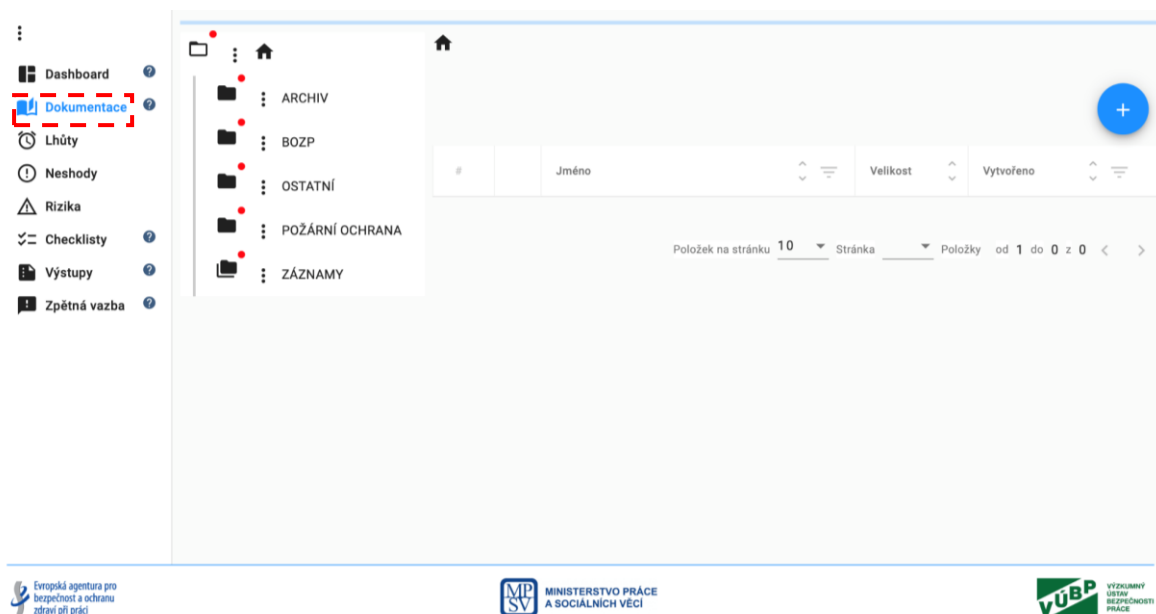 Dashboard ?
Dokumentace ?
Lhůty
Neshody
Rizika
Checklisty ?
Výstupy ?
Zpětná vazba ?
ARCHIV
BOZP
OSTATNÍ
POŽÁRNÍ OCHRANA
ZÁZNAMY
+
# Jméno Velikost Vytvořeno
Položek na stránku 10 Stránka Položky od 1 do 0 z 0 < >
Evropská agentura pro
bezpečnost a ochranu
zdraví při práci
MP
SV
MINISTERSTVO PRÁCE
A SOCIÁLNÍCH VĚCÍ
VÚBP
VÝZKUMNÝ
ÚSTAV
BEZPEČNOSTI
PRÁCE